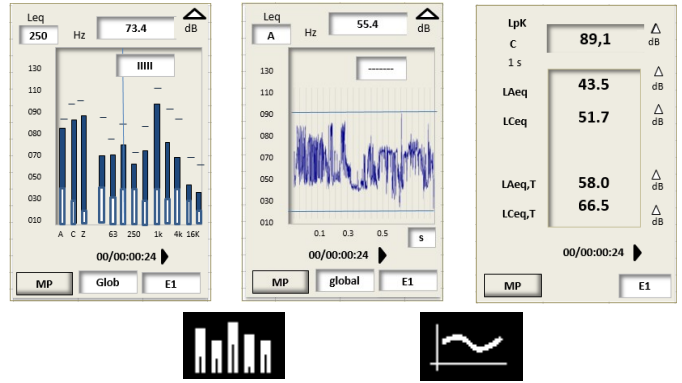 Leq
250 Hz 73.4 dB
IIIII
130
110
090
080
070
050
030
010
A C Z 63 250 1k 4k 16K
00/00:00:24
MP Glob E1
Leq
A Hz 55.4 dB
-------
130
110
090
080
070
050
030
010
0.1 0.3 0.5 s
00/00:00:24
MP global E1
LpK
C 89,1 dB
1 s
LAeq 43.5 dB
LCeq 51.7 dB
LAeq,T 58.0 dB
LCeq,T 66.5 dB
00/00:00:24
MP E1